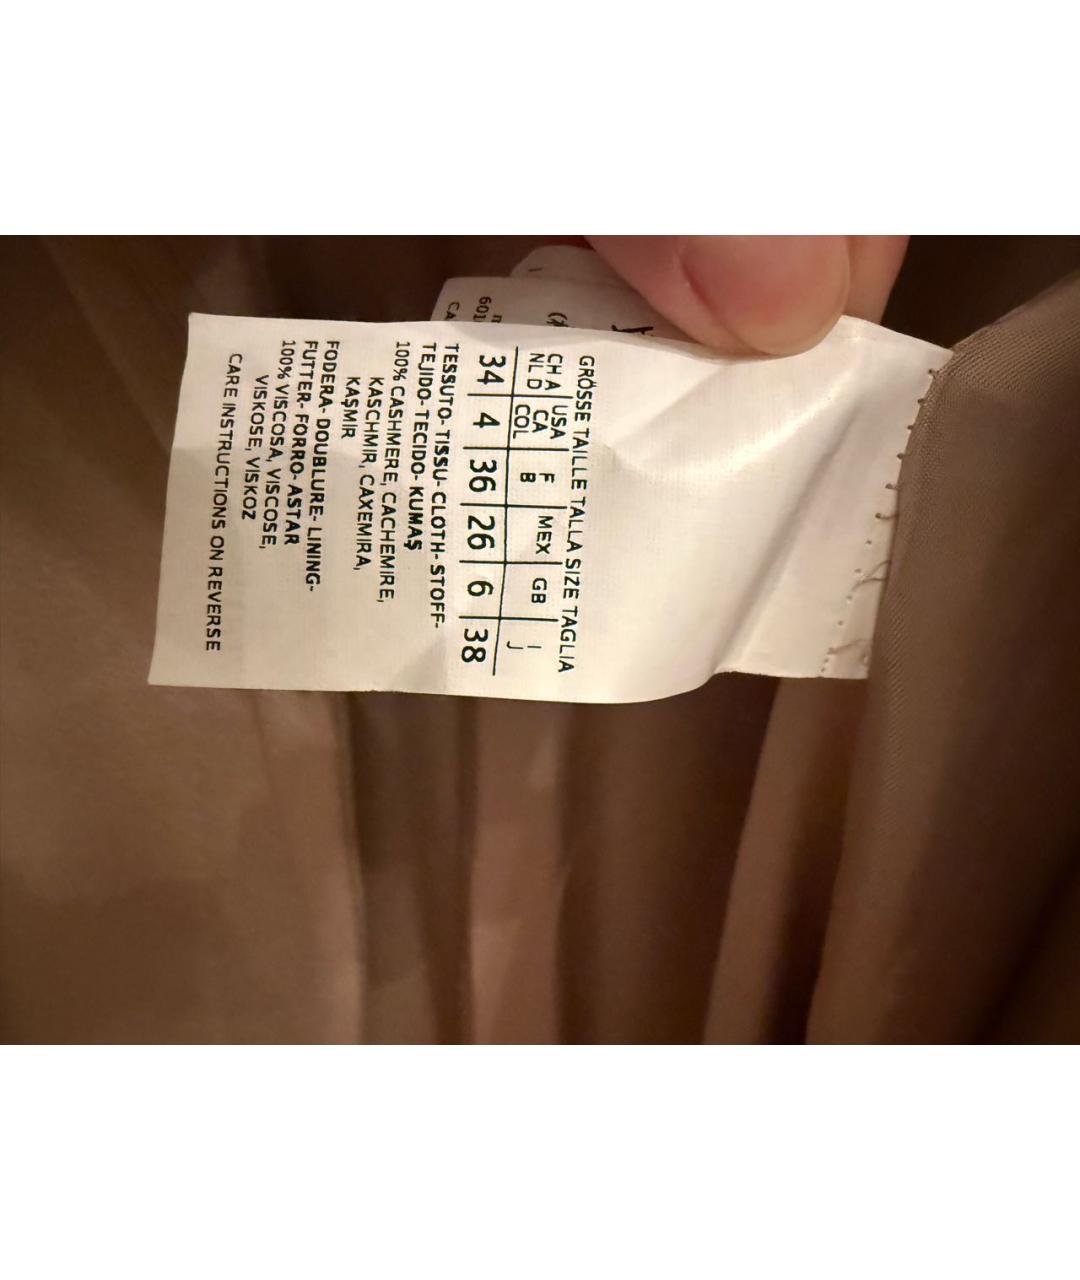 GRÖSSE TAILLE TALLA SIZE TAGLIA
CH A USA F MEX GB I
NL D CA B J
COL
34 4 36 26 6 38
TESSUTO- TISSU- CLOTH- STOFF-
TEJIDO- TECIDO- KUMAŞ
100% CASHMERE, CACHEMIRE,
KASCHMIR, CAXEMIRA,
KAŞMIR
FODERA- DOUBLURE- LINING-
FUTTER- FORRO- ASTAR
100% VISCOSA, VISCOSE,
VISKOSE, VISKOZ
CARE INSTRUCTIONS ON REVERSE
601
CA